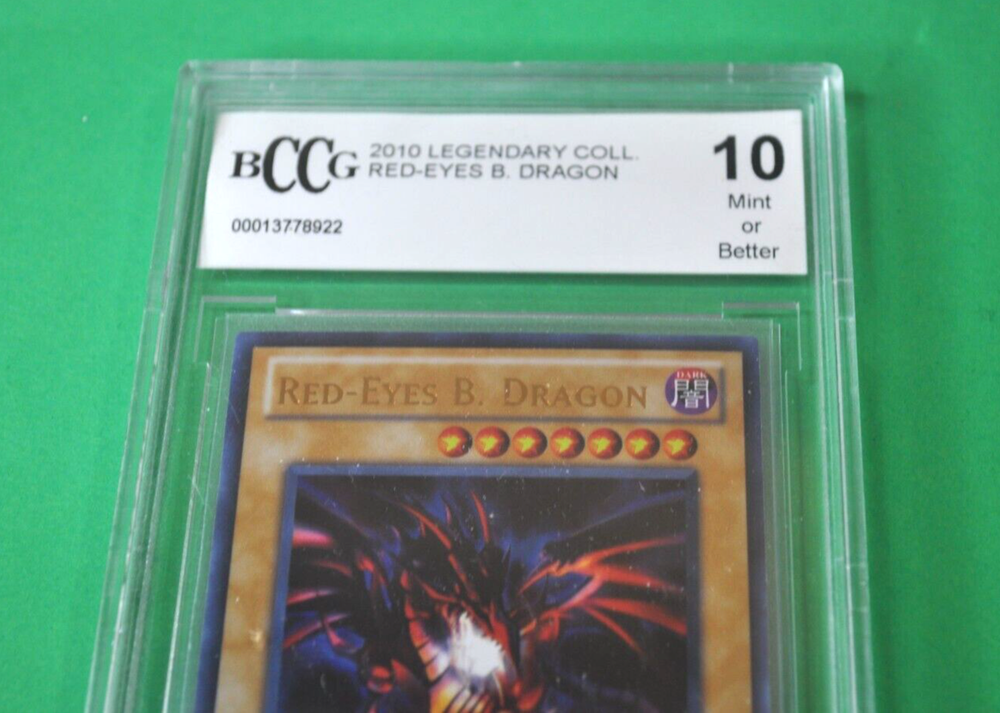 BCCG 2010 LEGENDARY COLL.
RED-EYES B. DRAGON
00013778922
10
Mint
or
Better
RED-EYES B. DRAGON
DARK
闇